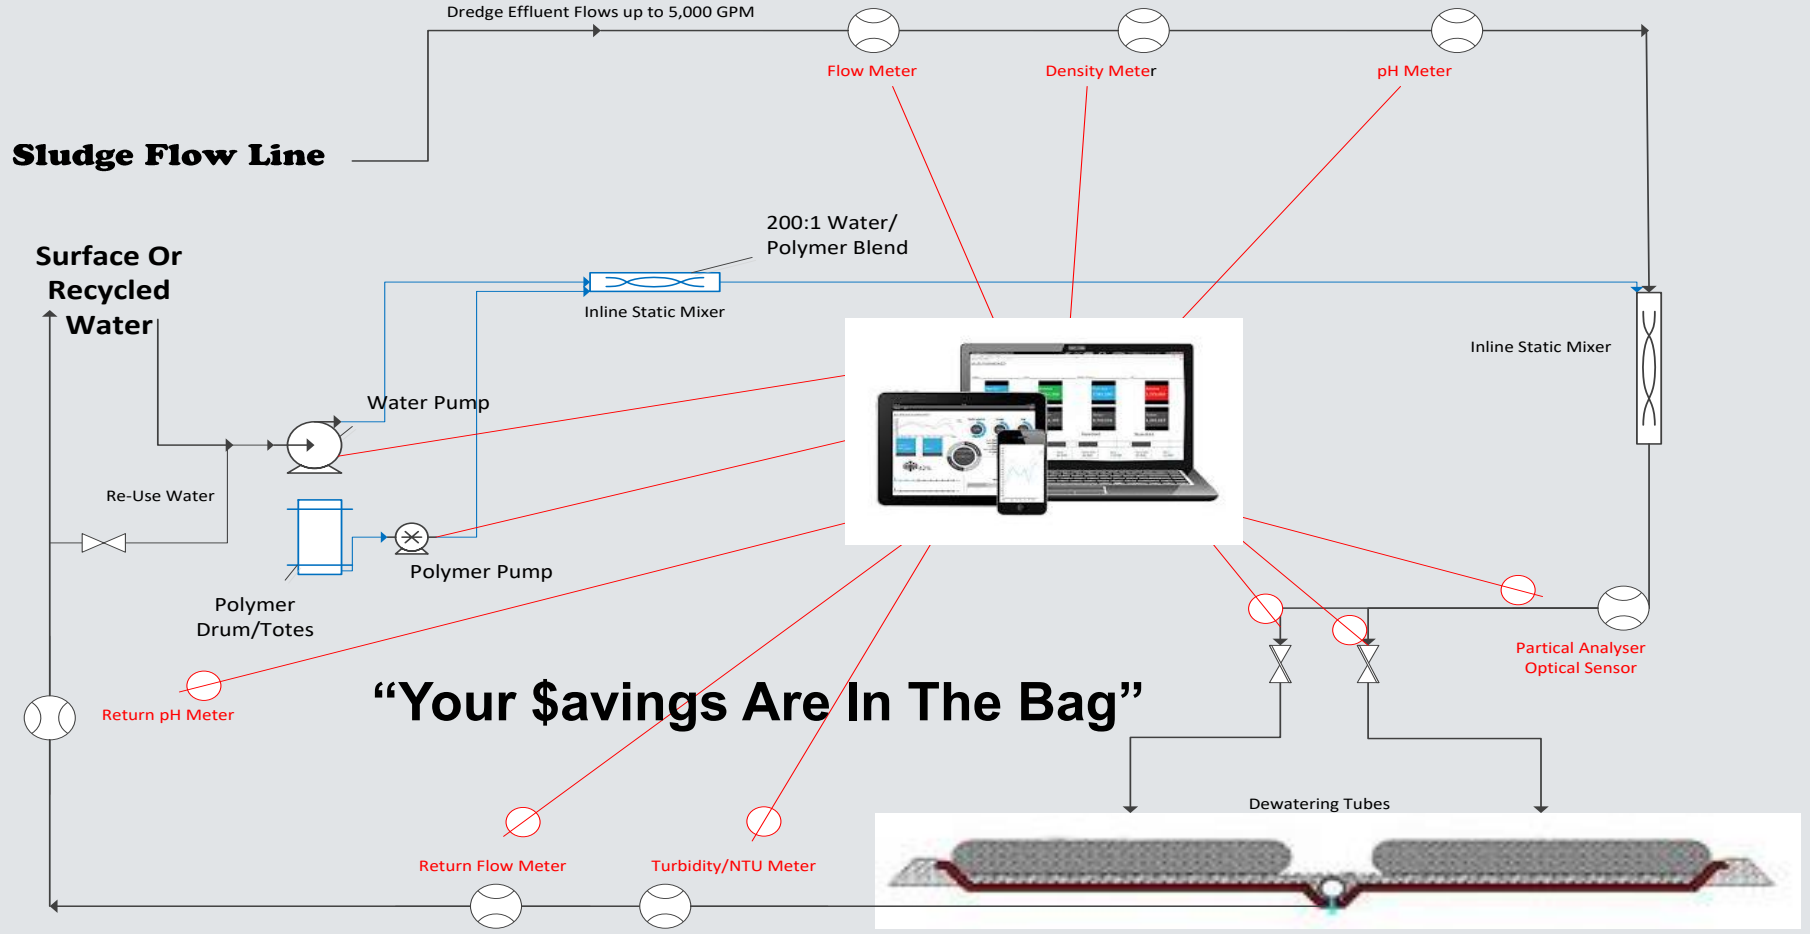 Dredge Effluent Flows up to 5,000 GPM
Flow Meter
Density Meter
pH Meter
Sludge Flow Line
200:1 Water/
Polymer Blend
Surface Or
Recycled
Water
Inline Static Mixer
Inline Static Mixer
Water Pump
Re-Use Water
Polymer Pump
Polymer
Drum/Totes
Partical Analyser
Optical Sensor
“Your $avings Are In The Bag”
Return pH Meter
Dewatering Tubes
Return Flow Meter
Turbidity/NTU Meter